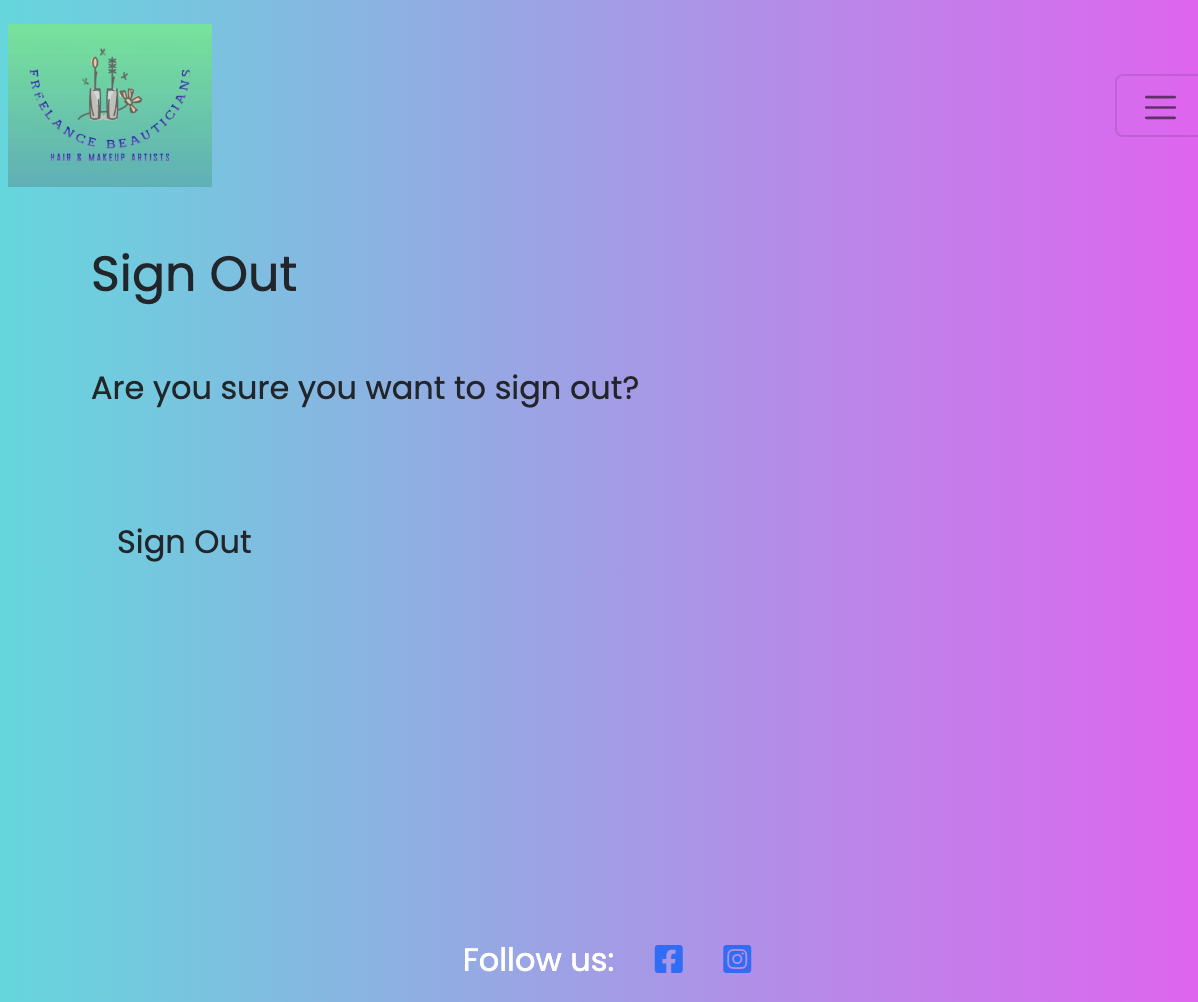 FREELANCE BEAUTICIANS
HAIR & MAKEUP ARTISTS
Sign Out
Are you sure you want to sign out?
Sign Out
Follow us: